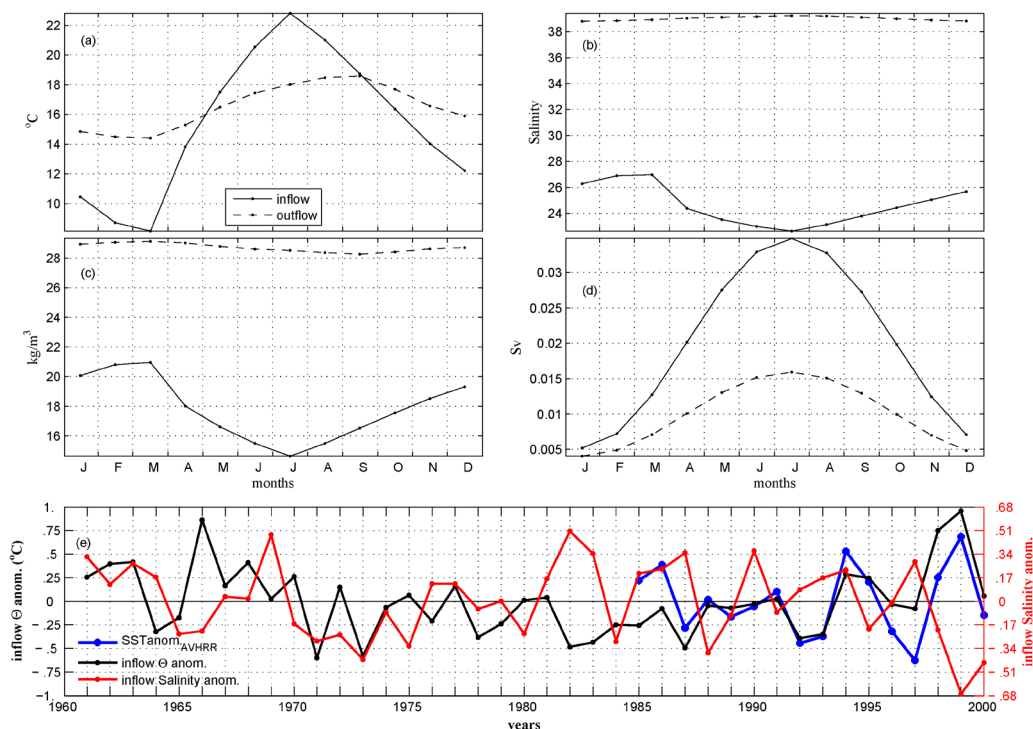 22
20
18
16
14
12
10
°C
(a)
inflow
outflow
38
36
34
32
30
28
26
24
Salinity
(b)
28
26
24
22
20
18
16
kg/m³
(c)
J F M A M J J A S O N D
months
0.03
0.025
0.02
0.015
0.01
0.005
Sv
(d)
J F M A M J J A S O N D
months
1.
.75
.5
.25
0
-.25
-.5
-.75
-1.
inflow Θ anom. (°C)
(e)
SSTanom.AVHRR
inflow Θ anom.
inflow Salinity anom.
.68
.51
.34
.17
0
-.17
-.34
-.51
-.68
inflow Salinity anom.
1960 1965 1970 1975 1980 1985 1990 1995 2000
years